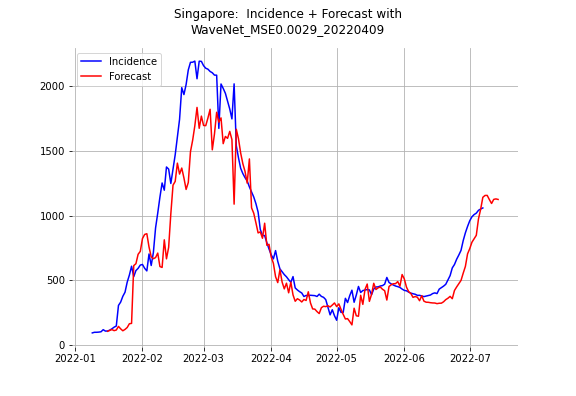 Singapore:  Incidence + Forecast with
WaveNet_MSE0.0029_20220409
Incidence
Forecast
2000
1500
1000
500
0
2022-01 2022-02 2022-03 2022-04 2022-05 2022-06 2022-07